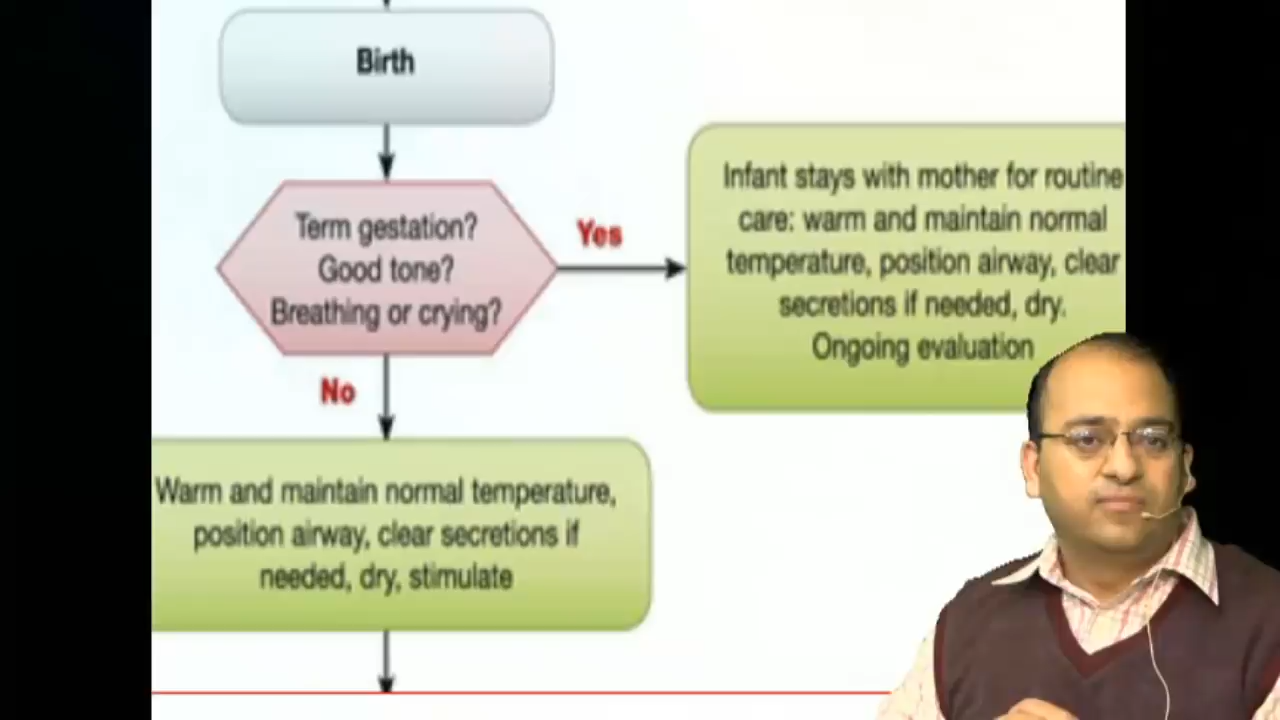 Birth
Term gestation?
Good tone?
Breathing or crying?
Yes
Infant stays with mother for routine
care: warm and maintain normal
temperature, position airway, clear
secretions if needed, dry.
Ongoing evaluation
No
Warm and maintain normal temperature,
position airway, clear secretions if
needed, dry, stimulate